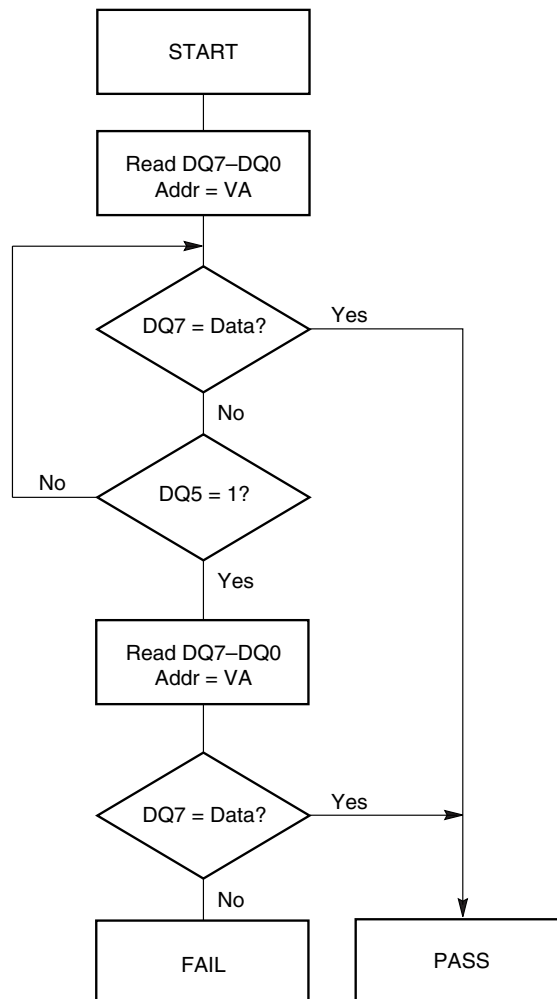 START
Read DQ7–DQ0
Addr = VA
DQ7 = Data?
Yes
No
No
DQ5 = 1?
Yes
Read DQ7–DQ0
Addr = VA
DQ7 = Data?
Yes
No
FAIL
PASS